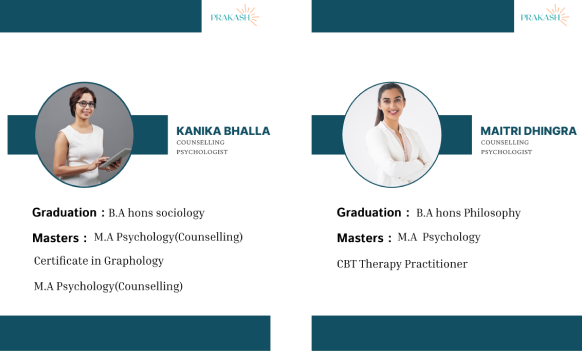 PRAKASH
KANIKA BHALLA
COUNSELLING
PSYCHOLOGIST
Graduation : B.A hons sociology
Masters : M.A Psychology(Counselling)
Certificate in Graphology
M.A Psychology(Counselling)
PRAKASH
MAITRI DHINGRA
COUNSELLING
PSYCHOLOGIST
Graduation : B.A hons Philosophy
Masters : M.A Psychology
CBT Therapy Practitioner